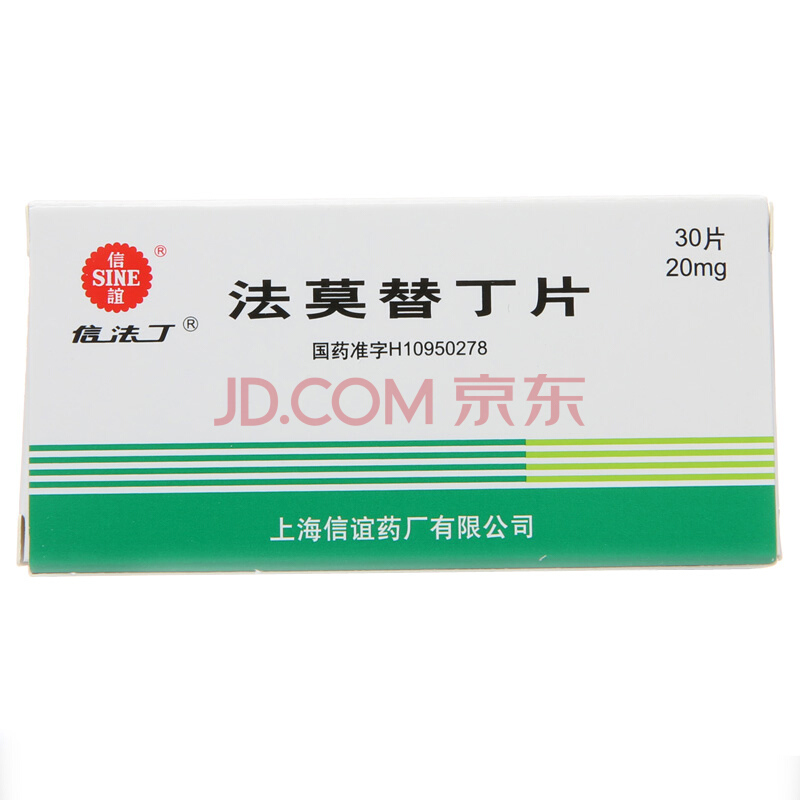 信
SINE
誼
®
信法丁®
法莫替丁片
国药准字H10950278
30片
20mg
JD.COM 京东
上海信谊药厂有限公司